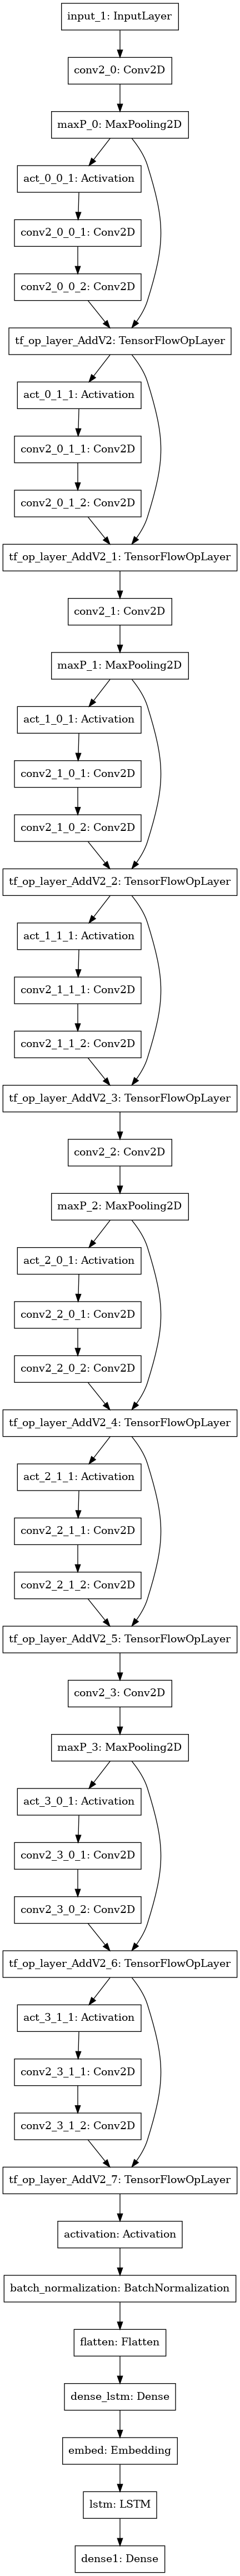 input_1: InputLayer
conv2_0: Conv2D
maxP_0: MaxPooling2D
act_0_0_1: Activation
conv2_0_0_1: Conv2D
conv2_0_0_2: Conv2D
tf_op_layer_AddV2: TensorFlowOpLayer
act_0_1_1: Activation
conv2_0_1_1: Conv2D
conv2_0_1_2: Conv2D
tf_op_layer_AddV2_1: TensorFlowOpLayer
conv2_1: Conv2D
maxP_1: MaxPooling2D
act_1_0_1: Activation
conv2_1_0_1: Conv2D
conv2_1_0_2: Conv2D
tf_op_layer_AddV2_2: TensorFlowOpLayer
act_1_1_1: Activation
conv2_1_1_1: Conv2D
conv2_1_1_2: Conv2D
tf_op_layer_AddV2_3: TensorFlowOpLayer
conv2_2: Conv2D
maxP_2: MaxPooling2D
act_2_0_1: Activation
conv2_2_0_1: Conv2D
conv2_2_0_2: Conv2D
tf_op_layer_AddV2_4: TensorFlowOpLayer
act_2_1_1: Activation
conv2_2_1_1: Conv2D
conv2_2_1_2: Conv2D
tf_op_layer_AddV2_5: TensorFlowOpLayer
conv2_3: Conv2D
maxP_3: MaxPooling2D
act_3_0_1: Activation
conv2_3_0_1: Conv2D
conv2_3_0_2: Conv2D
tf_op_layer_AddV2_6: TensorFlowOpLayer
act_3_1_1: Activation
conv2_3_1_1: Conv2D
conv2_3_1_2: Conv2D
tf_op_layer_AddV2_7: TensorFlowOpLayer
activation: Activation
batch_normalization: BatchNormalization
flatten: Flatten
dense_lstm: Dense
embed: Embedding
lstm: LSTM
dense1: Dense